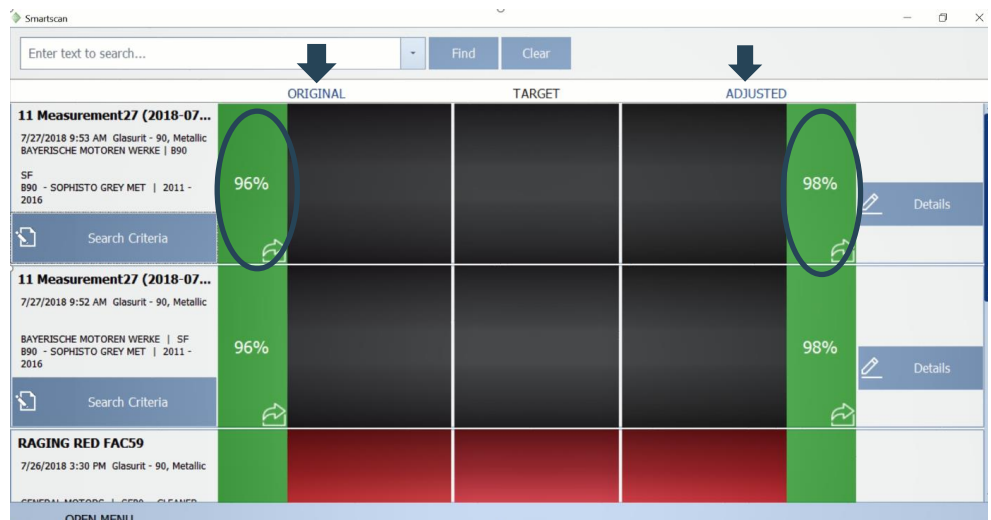 Smartscan
Enter text to search...
Find
Clear
ORIGINAL
TARGET
ADJUSTED
11 Measurement27 (2018-07...
7/27/2018 9:53 AM Glasurit - 90, Metallic
BAYERISCHE MOTOREN WERKE | B90
SF
B90 - SOPHISTO GREY MET | 2011 -
2016
Search Criteria
96%
98%
Details
11 Measurement27 (2018-07...
7/27/2018 9:52 AM Glasurit - 90, Metallic
BAYERISCHE MOTOREN WERKE | SF
B90 - SOPHISTO GREY MET | 2011 -
2016
Search Criteria
96%
98%
Details
RAGING RED FAC59
7/26/2018 3:30 PM Glasurit - 90, Metallic
OPEN MENU